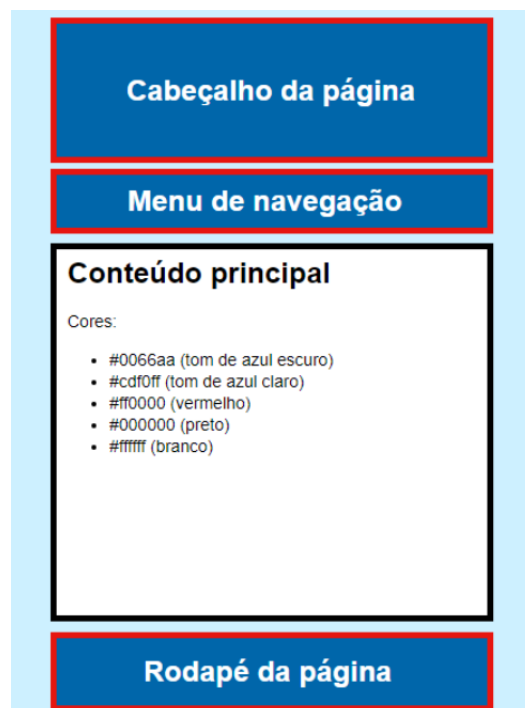 Cabeçalho da página
Menu de navegação
Conteúdo principal
Cores:
• #0066aa (tom de azul escuro)
• #cdf0ff (tom de azul claro)
• #ff0000 (vermelho)
• #000000 (preto)
• #ffffff (branco)
Rodapé da página